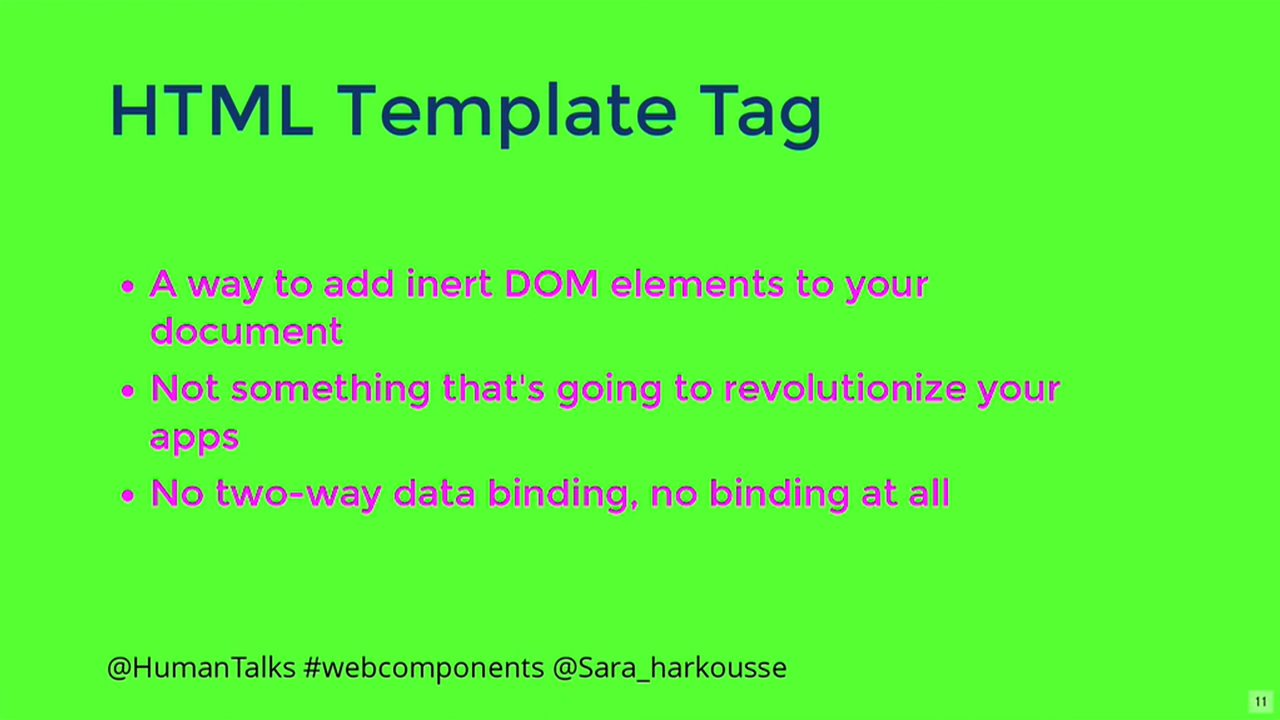 HTML Template Tag
• A way to add inert DOM elements to your
document
• Not something that's going to revolutionize your
apps
• No two-way data binding, no binding at all
@HumanTalks #webcomponents @Sara_harkousse
11